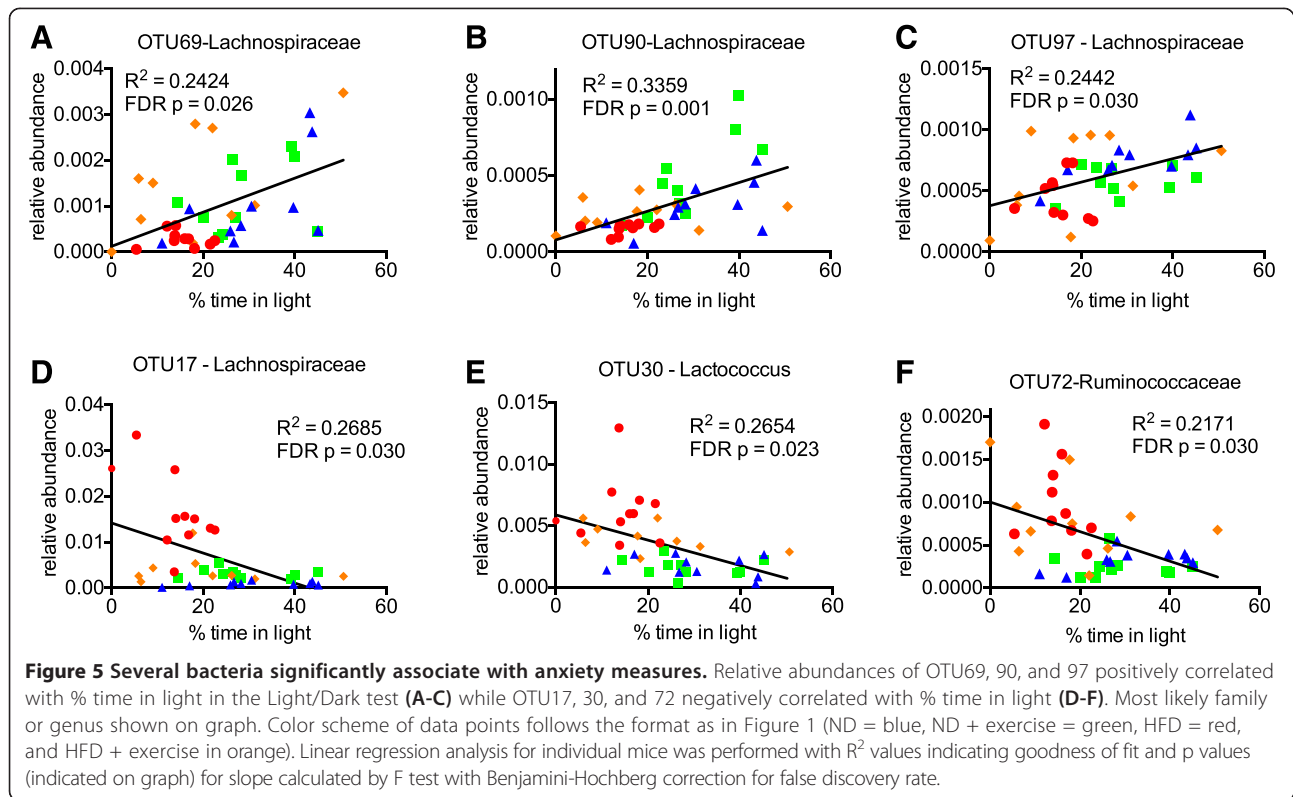 A
OTU69-Lachnospiraceae
R² = 0.2424
FDR p = 0.026
relative abundance
0.004
0.003
0.002
0.001
0.000
0
20
40
60
% time in light
B
OTU90-Lachnospiraceae
R² = 0.3359
FDR p = 0.001
relative abundance
0.0010
0.0005
0.0000
0
20
40
60
% time in light
C
OTU97 - Lachnospiraceae
R² = 0.2442
FDR p = 0.030
relative abundance
0.0015
0.0010
0.0005
0.0000
0
20
40
60
% time in light
D
OTU17 - Lachnospiraceae
R² = 0.2685
FDR p = 0.030
relative abundance
0.04
0.03
0.02
0.01
0.00
0
20
40
60
% time in light
E
OTU30 - Lactococcus
R² = 0.2654
FDR p = 0.023
relative abundance
0.015
0.010
0.005
0.000
0
20
40
60
% time in light
F
OTU72-Ruminococcaceae
R² = 0.2171
FDR p = 0.030
relative abundance
0.0020
0.0015
0.0010
0.0005
0.0000
0
20
40
60
% time in light
Figure 5 Several bacteria significantly associate with anxiety measures. Relative abundances of OTU69, 90, and 97 positively correlated
with % time in light in the Light/Dark test (A-C) while OTU17, 30, and 72 negatively correlated with % time in light (D-F). Most likely family
or genus shown on graph. Color scheme of data points follows the format as in Figure 1 (ND = blue, ND + exercise = green, HFD = red,
and HFD + exercise in orange). Linear regression analysis for individual mice was performed with R² values indicating goodness of fit and p values
(indicated on graph) for slope calculated by F test with Benjamini-Hochberg correction for false discovery rate.